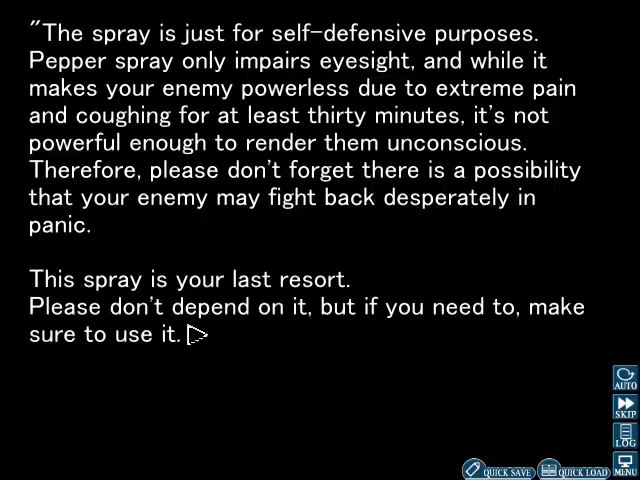 "The spray is just for self-defensive purposes.
Pepper spray only impairs eyesight, and while it
makes your enemy powerless due to extreme pain
and coughing for at least thirty minutes, it's not
powerful enough to render them unconscious.
Therefore, please don't forget there is a possibility
that your enemy may fight back desperately in
panic.
This spray is your last resort.
Please don't depend on it, but if you need to, make
sure to use it.
AUTO
SKIP
LOG
MENU
QUICK SAVE
QUICK LOAD